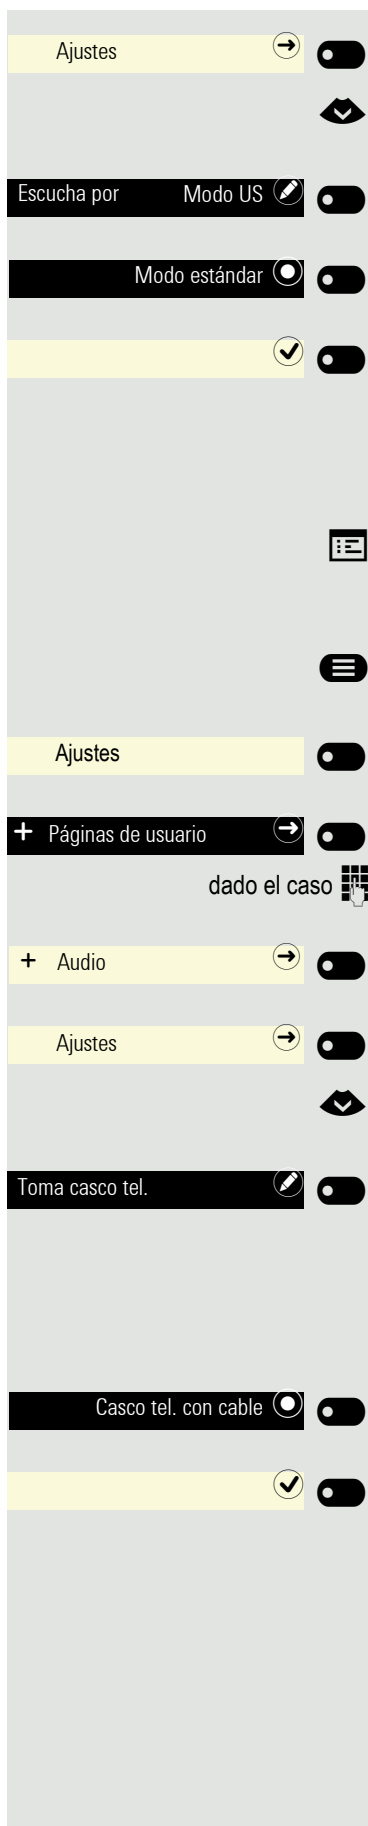 Ajustes
Escucha por Modo US
Modo estándar
Ajustes
+ Páginas de usuario
dado el caso
+ Audio
Ajustes
Toma casco tel.
Casco tel. con cable